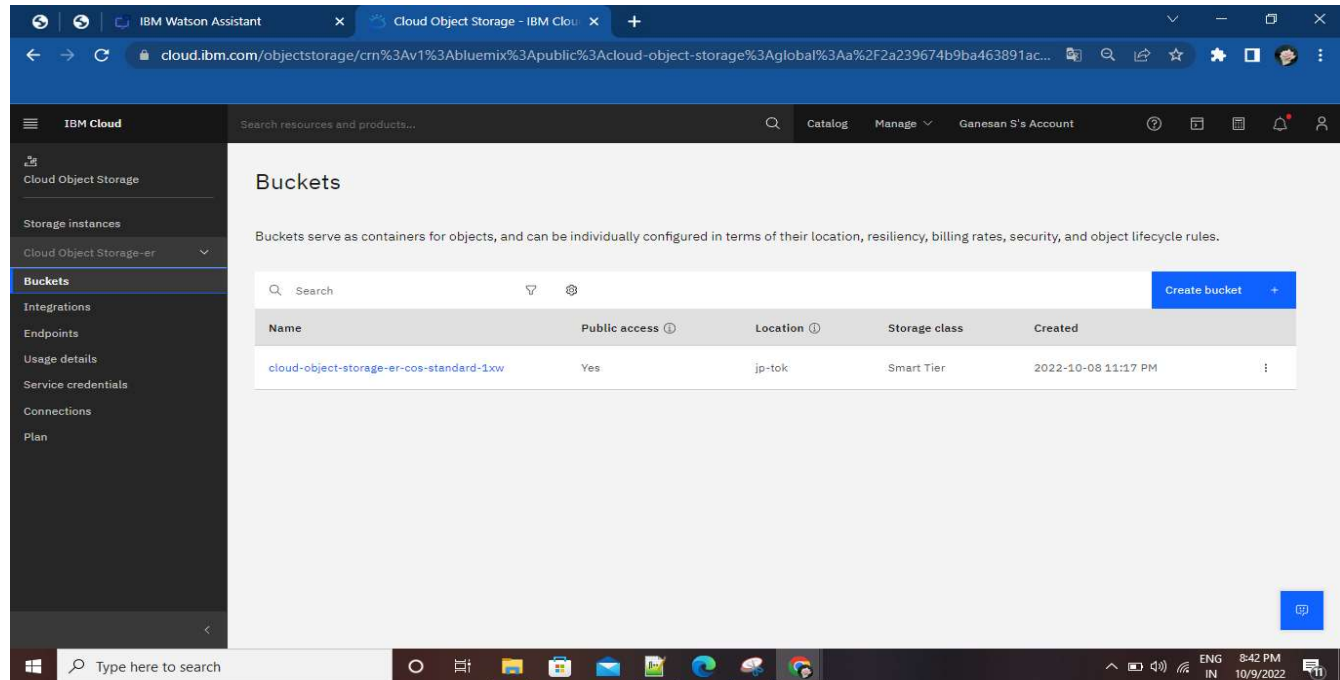 IBM Watson Assistant
Cloud Object Storage - IBM Clou
cloud.ibm.com/objectstorage/crn%3Av1%3Abluemix%3Apublic%3Acloud-object-storage%3Aglobal%3Aa%2F2a239674b9ba463891ac...
IBM Cloud
Search resources and products...
Catalog
Manage
Ganesan S's Account
Cloud Object Storage
Storage instances
Cloud Object Storage-er
Buckets
Integrations
Endpoints
Usage details
Service credentials
Connections
Plan
Buckets
Buckets serve as containers for objects, and can be individually configured in terms of their location, resiliency, billing rates, security, and object lifecycle rules.
Search
Create bucket +
Name Public access Location Storage class Created
cloud-object-storage-er-cos-standard-1xw Yes jp-tok Smart Tier 2022-10-08 11:17 PM
Type here to search
ENG 8:42 PM
IN 10/9/2022
11